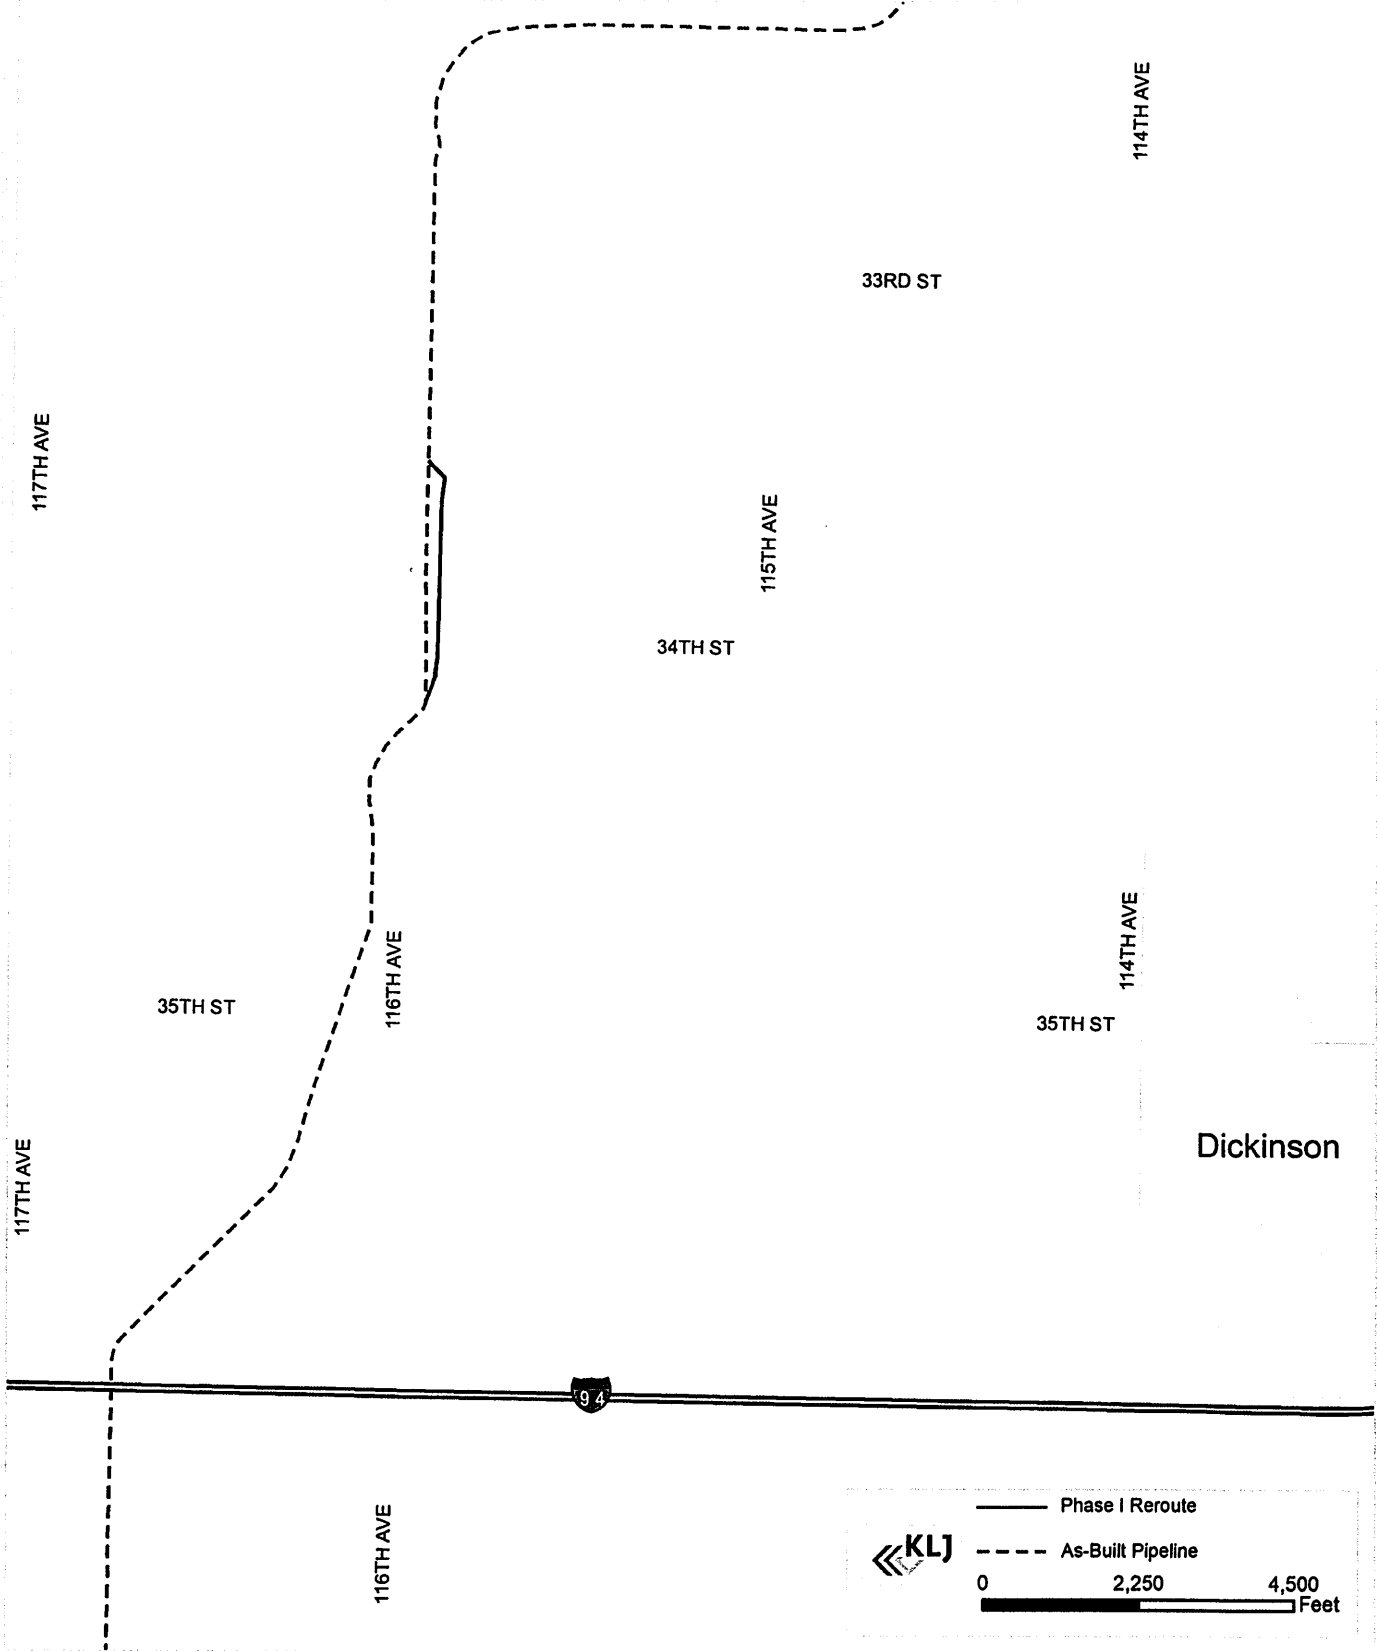 114TH AVE
33RD ST
117TH AVE
115TH AVE
34TH ST
114TH AVE
116TH AVE
35TH ST
35TH ST
Dickinson
117TH AVE
94
116TH AVE
Phase I Reroute
KLJ
As-Built Pipeline
0 2,250 4,500
Feet